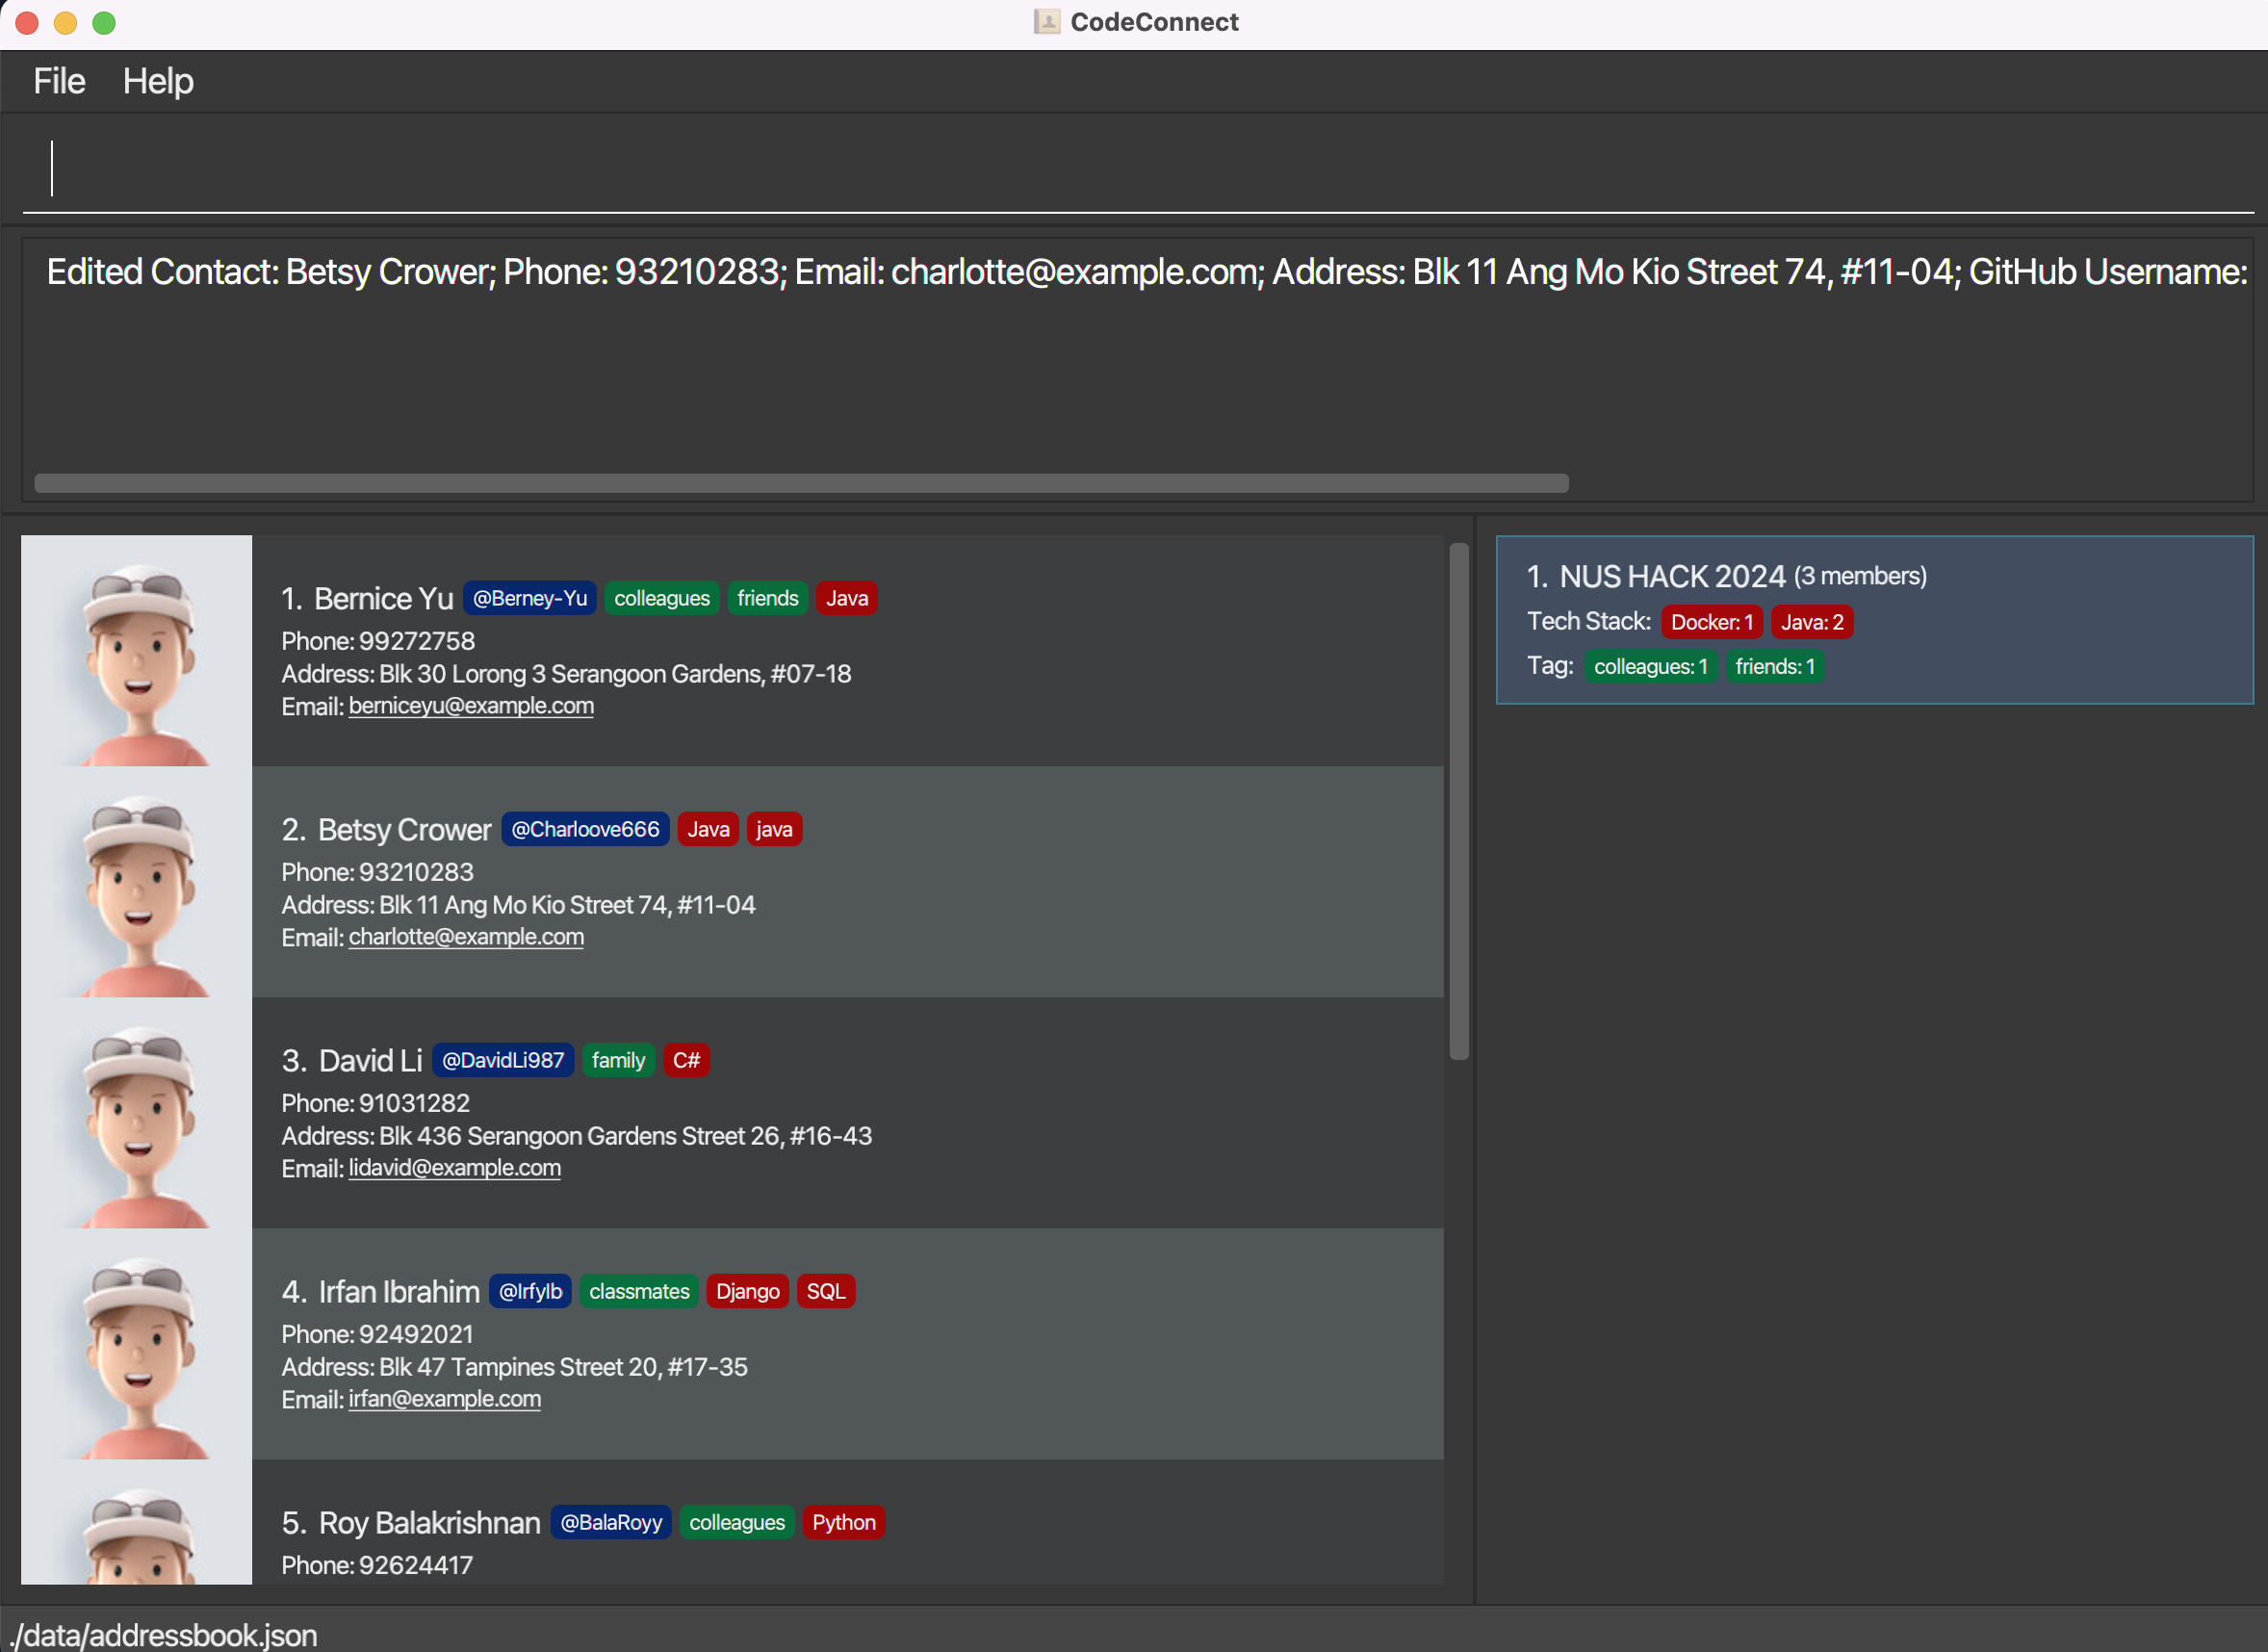 CodeConnect
File Help
Edited Contact: Betsy Crower; Phone: 93210283; Email: charlotte@example.com; Address: Blk 11 Ang Mo Kio Street 74, #11-04; GitHub Username:
1. Bernice Yu @Berney-Yu colleagues friends Java
Phone: 99272758
Address: Blk 30 Lorong 3 Serangoon Gardens, #07-18
Email: berniceyu@example.com
2. Betsy Crower @Charloove666 Java java
Phone: 93210283
Address: Blk 11 Ang Mo Kio Street 74, #11-04
Email: charlotte@example.com
3. David Li @DavidLi987 family C#
Phone: 91031282
Address: Blk 436 Serangoon Gardens Street 26, #16-43
Email: lidavid@example.com
4. Irfan Ibrahim @IrfyIb classmates Django SQL
Phone: 92492021
Address: Blk 47 Tampines Street 20, #17-35
Email: irfan@example.com
5. Roy Balakrishnan @BalaRoyy colleagues Python
Phone: 92624417
1. NUS HACK 2024 (3 members)
Tech Stack: Docker: 1 Java: 2
Tag: colleagues: 1 friends: 1
./data/addressbook.json